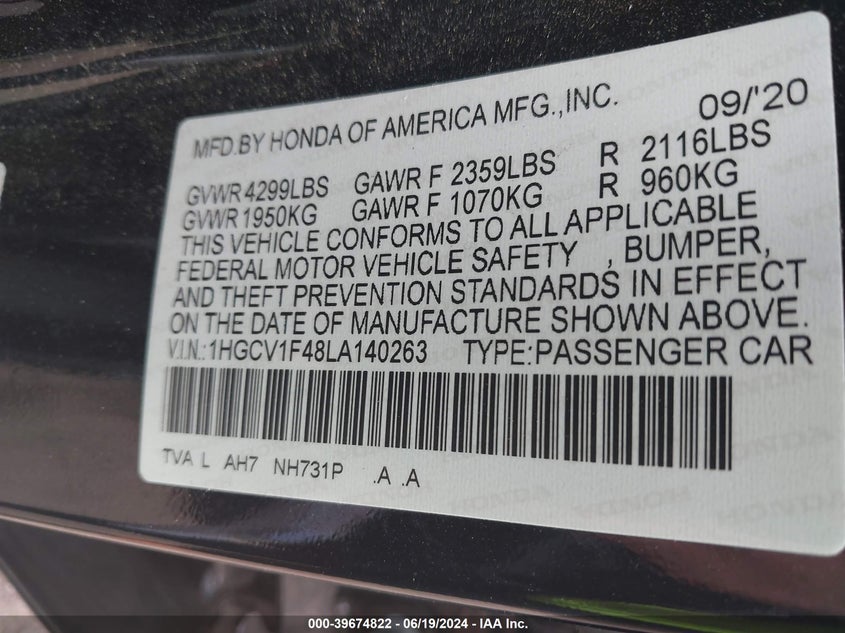 MFD.BY HONDA OF AMERICA MFG.,INC. 09/'20
GVWR 4299LBS GAWR F 2359LBS R 2116LBS
GVWR 1950KG GAWR F 1070KG R 960KG
THIS VEHICLE CONFORMS TO ALL APPLICABLE
FEDERAL MOTOR VEHICLE SAFETY , BUMPER,
AND THEFT PREVENTION STANDARDS IN EFFECT
ON THE DATE OF MANUFACTURE SHOWN ABOVE.
V.I.N.:1HGCV1F48LA140263 TYPE:PASSENGER CAR
TVA L AH7 NH731P .A .A
HONDA HONDA HONDA
000-39674822 - 06/19/2024 - IAA Inc.